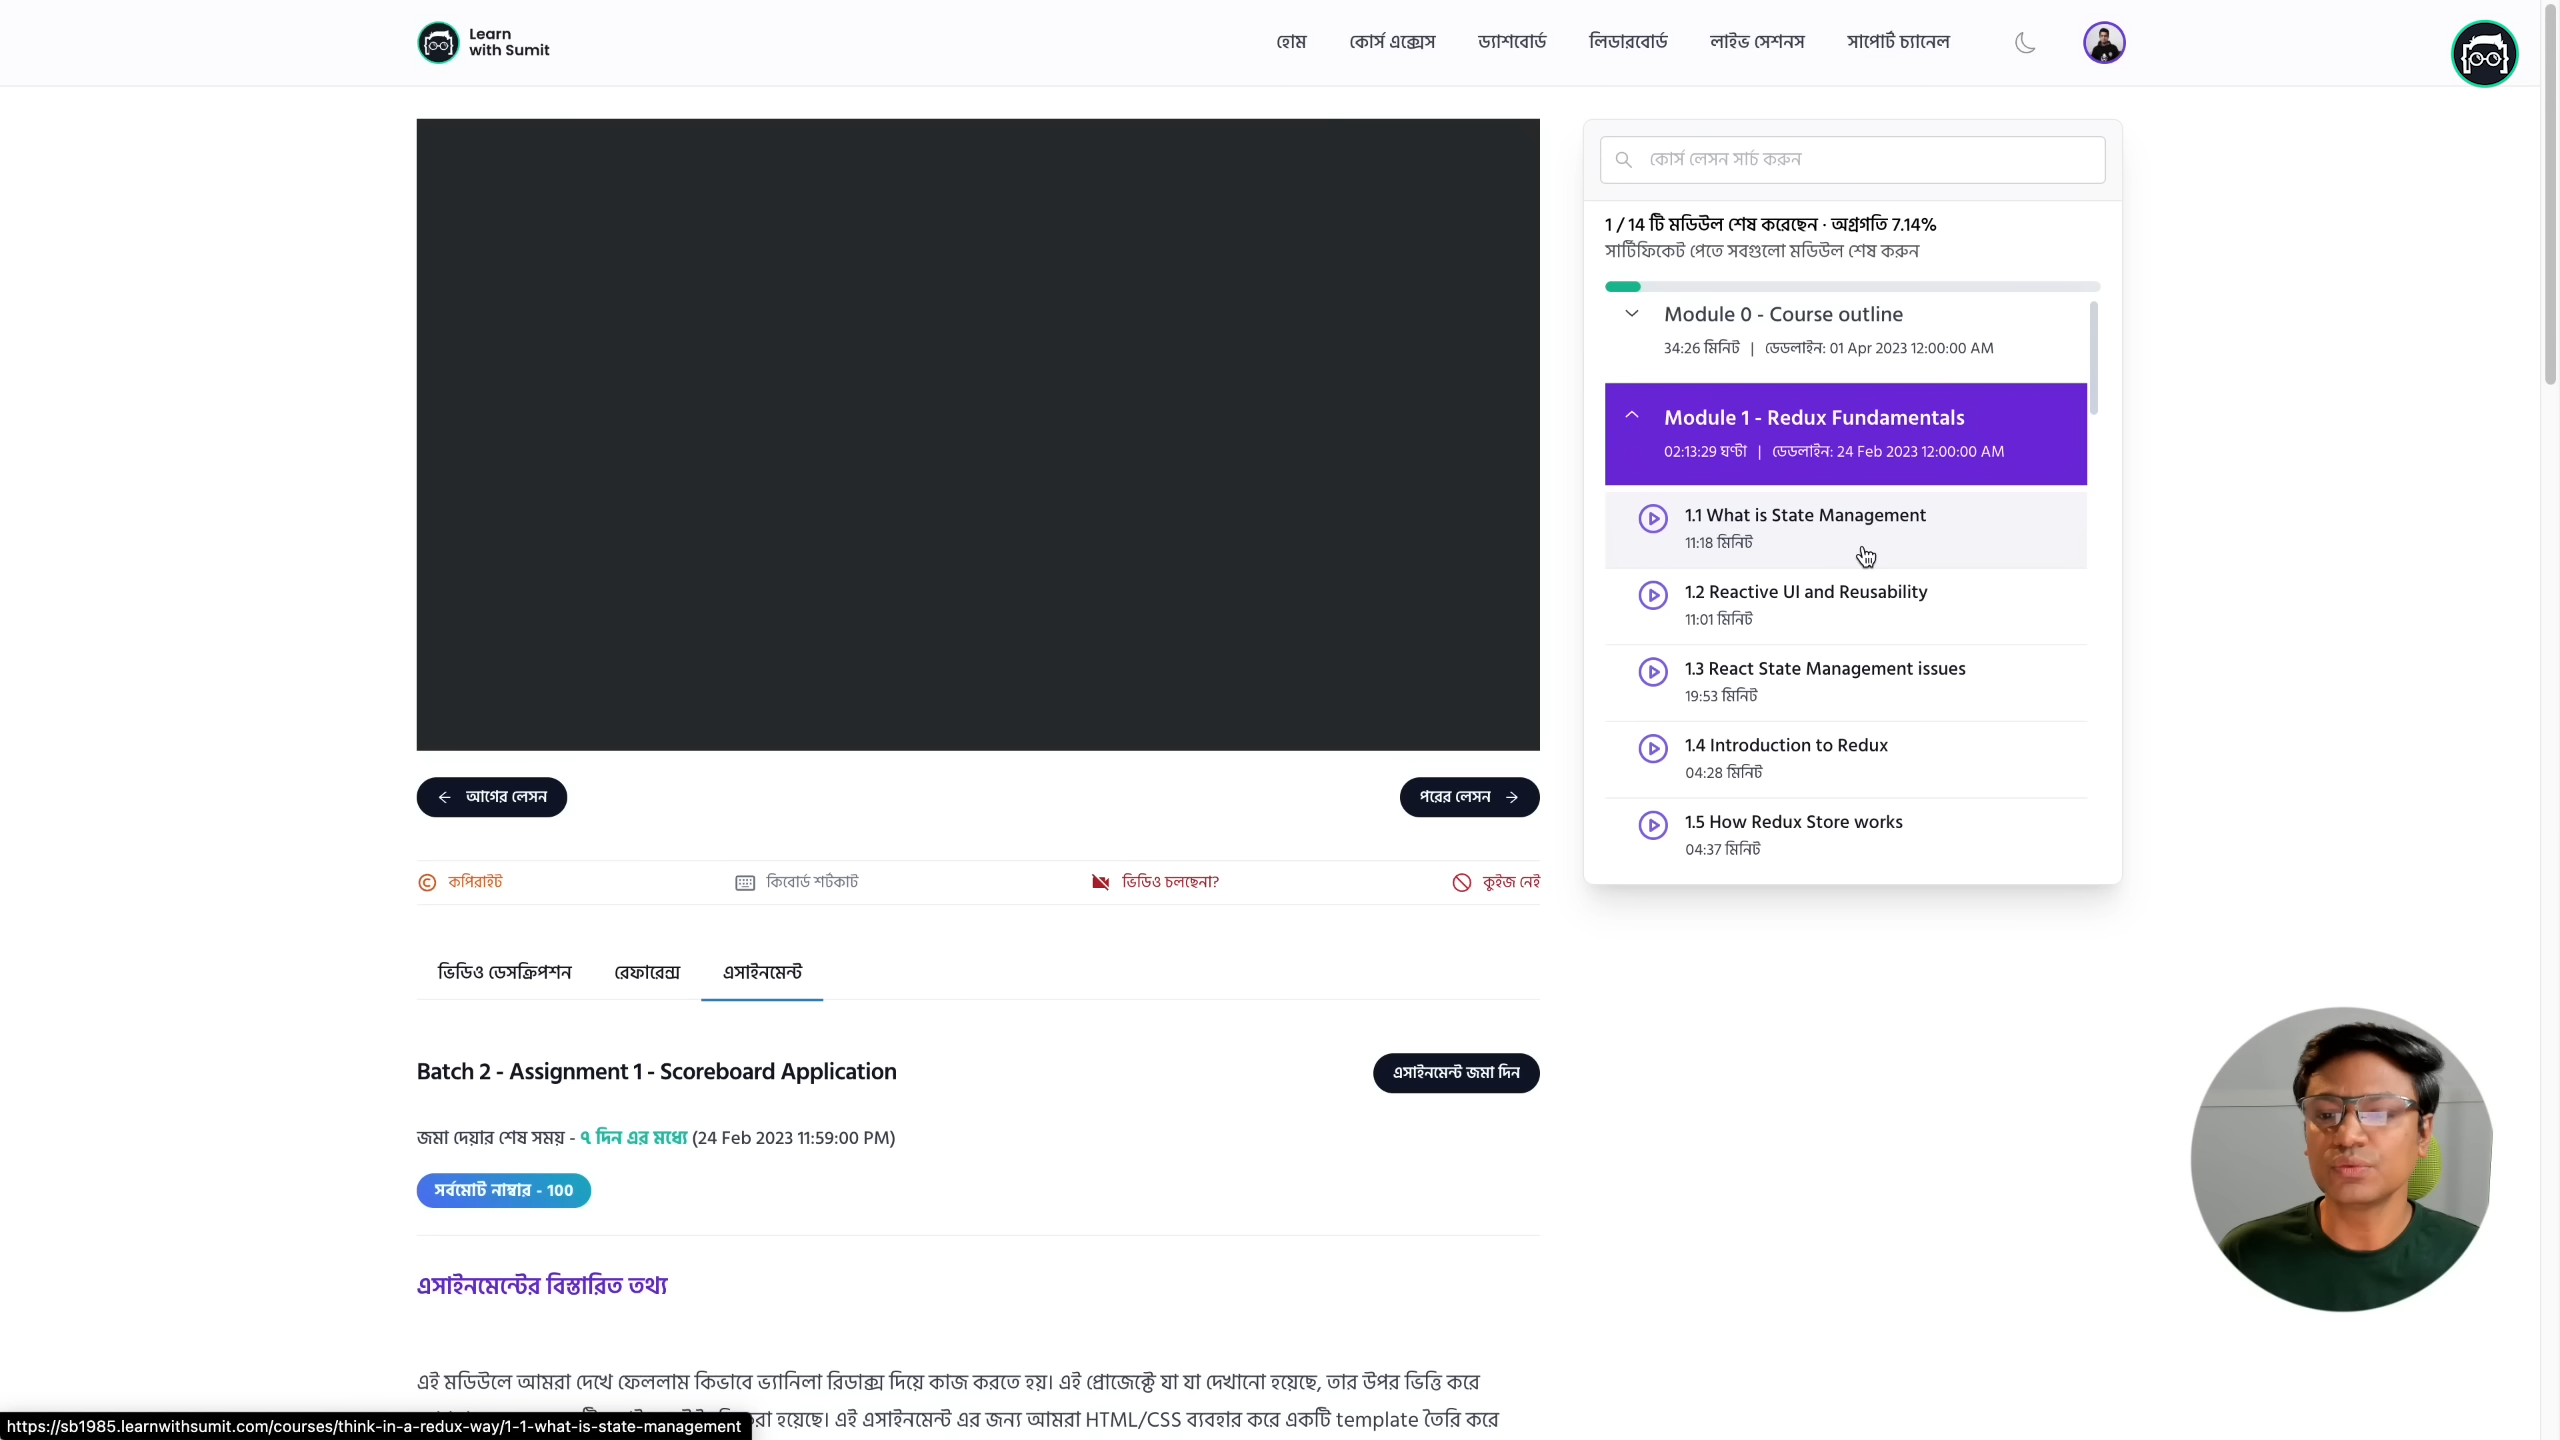 Learn
with Sumit
হোম
কোর্স এক্সেস
ড্যাশবোর্ড
লিডারবোর্ড
লাইভ সেশনস
সাপোর্ট চ্যানেল
কোর্স লেসন সার্চ করুন
1 / 14 টি মডিউল শেষ করেছেন · অগ্রগতি 7.14%
সার্টিফিকেট পেতে সবগুলো মডিউল শেষ করুন
Module 0 - Course outline
34:26 মিনিট | ডেডলাইন: 01 Apr 2023 12:00:00 AM
Module 1 - Redux Fundamentals
02:13:29 ঘণ্টা | ডেডলাইন: 24 Feb 2023 12:00:00 AM
1.1 What is State Management
11:18 মিনিট
1.2 Reactive UI and Reusability
11:01 মিনিট
1.3 React State Management issues
19:53 মিনিট
1.4 Introduction to Redux
04:28 মিনিট
1.5 How Redux Store works
04:37 মিনিট
আগের লেসন
পরের লেসন
কপিরাইট
কিবোর্ড শর্টকাট
ভিডিও চলছেনা?
কুইজ নেই
ভিডিও ডেসক্রিপশন
রেফারেন্স
এসাইনমেন্ট
Batch 2 - Assignment 1 - Scoreboard Application
এসাইনমেন্ট জমা দিন
জমা দেয়ার শেষ সময় - ৭ দিন এর মধ্যে (24 Feb 2023 11:59:00 PM)
সর্বমোট নাম্বার - 100
এসাইনমেন্টের বিস্তারিত তথ্য
এই মডিউলে আমরা দেখে ফেললাম কিভাবে ভ্যানিলা রিডাক্স দিয়ে কাজ করতে হয়। এই প্রোজেক্টে যা যা দেখানো হয়েছে, তার উপর ভিত্তি করে
হয়েছে। এই এসাইনমেন্ট এর জন্য আমরা HTML/CSS ব্যবহার করে একটি template তৈরি করে
https://sb1985.learnwithsumit.com/courses/think-in-a-redux-way/1-1-what-is-state-management